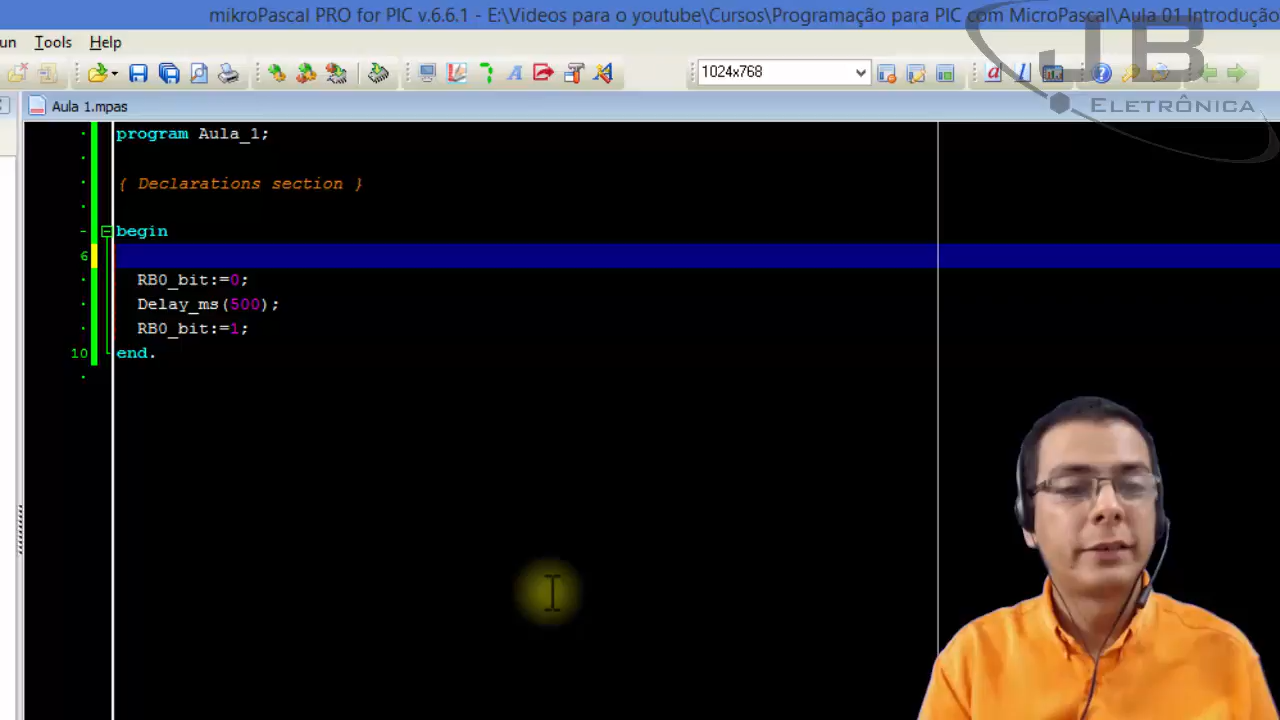 mikroPascal PRO for PIC v.6.6.1 - E:\Videos para o youtube\Cursos\Programação para PIC com MicroPascal\Aula 01 Introdução
un Tools Help
1024x768
JB
ELETRÔNICA
Aula 1.mpas
program Aula_1;
{ Declarations section }
begin
6
RB0_bit:=0;
Delay_ms(500);
RB0_bit:=1;
10 end.